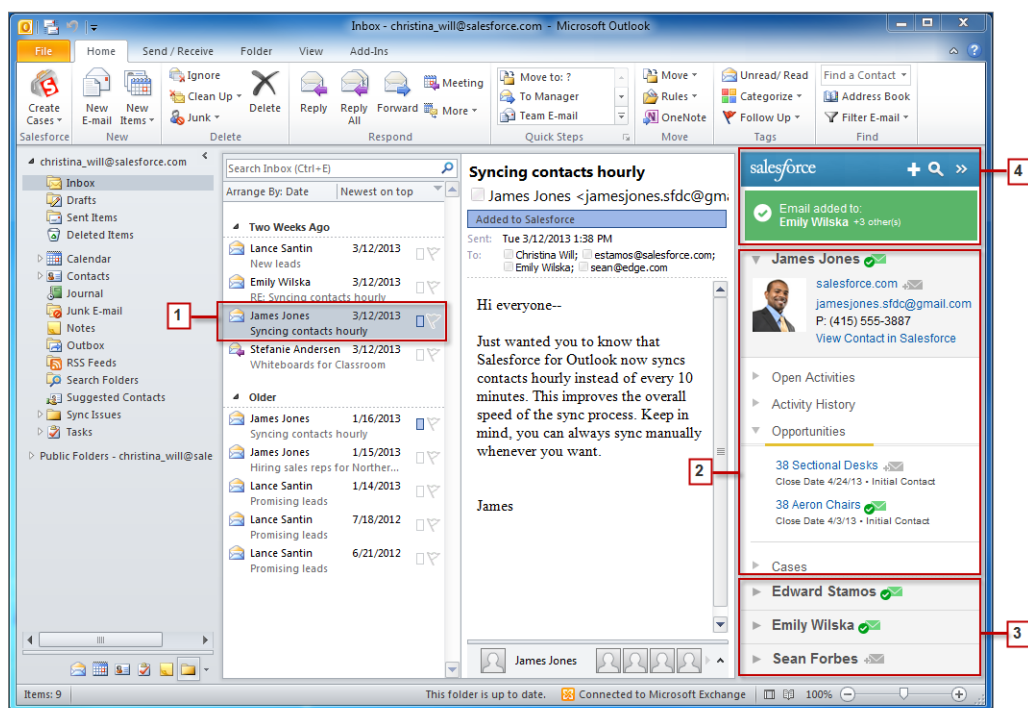 Inbox - christina_will@salesforce.com - Microsoft Outlook
File Home Send / Receive Folder View Add-Ins
Create Cases
Salesforce
New E-mail
New Items
New
Ignore
Clean Up
Junk
Delete
Delete
Reply
Reply All
Forward
Meeting
More
Respond
Move to: ?
To Manager
Team E-mail
Quick Steps
Move
Rules
OneNote
Move
Unread/ Read
Categorize
Follow Up
Tags
Find a Contact
Address Book
Filter E-mail
Find
christina_will@salesforce.com
Inbox
Drafts
Sent Items
Deleted Items
Calendar
Contacts
Journal
Junk E-mail
Notes
Outbox
RSS Feeds
Search Folders
Suggested Contacts
Sync Issues
Tasks
Public Folders - christina_will@sale
Search Inbox (Ctrl+E)
Arrange By: Date Newest on top
Two Weeks Ago
Lance Santin 3/12/2013
New leads
Emily Wilska 3/12/2013
RE: Syncing contacts hourly
1
James Jones 3/12/2013
Syncing contacts hourly
Stefanie Andersen 3/12/2013
Whiteboards for Classroom
Older
James Jones 1/16/2013
Syncing contacts hourly
James Jones 1/15/2013
Hiring sales reps for Norther...
Lance Santin 1/14/2013
Promising leads
Lance Santin 7/18/2012
Promising leads
Lance Santin 6/21/2012
Promising leads
Syncing contacts hourly
James Jones <jamesjones.sfdc@gm
Added to Salesforce
Sent: Tue 3/12/2013 1:38 PM
To: Christina Will; estamos@salesforce.com;
Emily Wilska; sean@edge.com
Hi everyone--
Just wanted you to know that
Salesforce for Outlook now syncs
contacts hourly instead of every 10
minutes. This improves the overall
speed of the sync process. Keep in
mind, you can always sync manually
whenever you want.
James
James Jones
salesforce
4
Email added to:
Emily Wilska +3 other(s)
James Jones
salesforce.com
jamesjones.sfdc@gmail.com
P: (415) 555-3887
View Contact in Salesforce
Open Activities
Activity History
Opportunities
2
38 Sectional Desks
Close Date 4/24/13 • Initial Contact
38 Aeron Chairs
Close Date 4/3/13 • Initial Contact
Cases
Edward Stamos
Emily Wilska
3
Sean Forbes
Items: 9
This folder is up to date.
Connected to Microsoft Exchange
100%